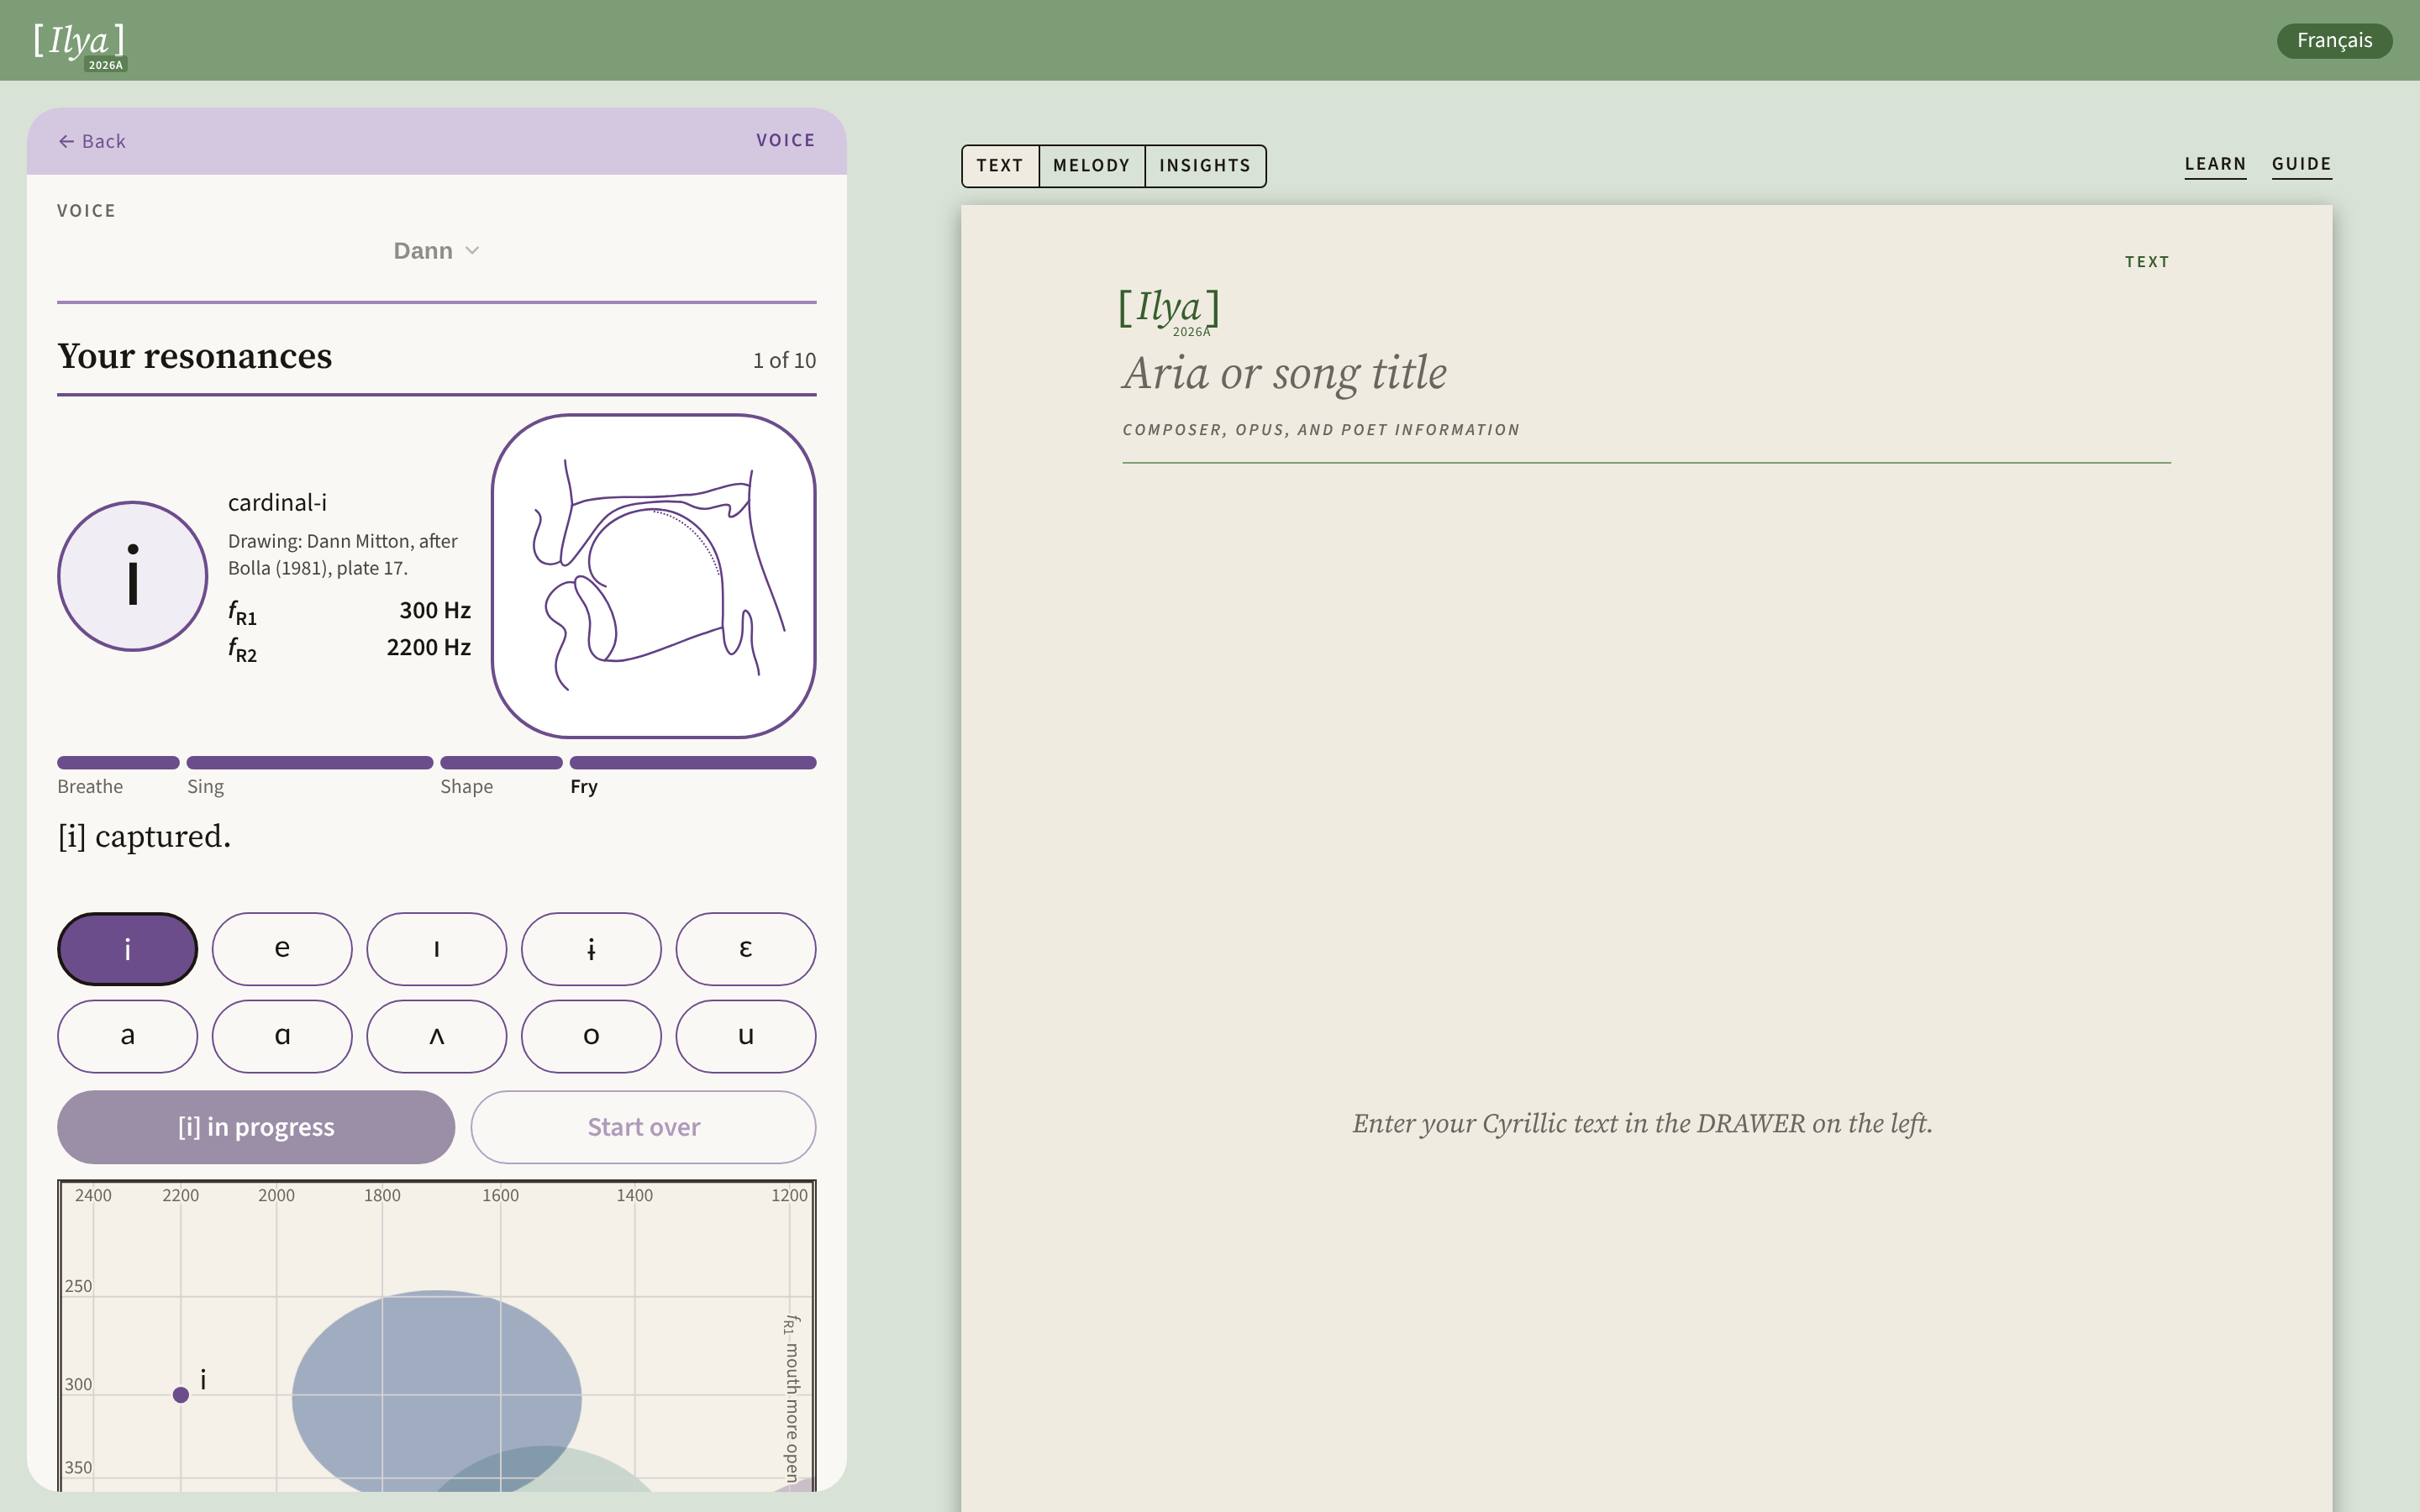 [Ilya]
2026A
Français
← Back
VOICE
VOICE
Dann
Your resonances
1 of 10
i
cardinal-i
Drawing: Dann Mitton, after
Bolla (1981), plate 17.
fR1 300 Hz
fR2 2200 Hz
Breathe Sing Shape Fry
[i] captured.
i e ɪ ɨ ɛ
a ɑ ʌ o u
[i] in progress
Start over
2400 2200 2000 1800 1600 1400 1200
250
300
350
i
fR1 mouth more open
TEXT MELODY INSIGHTS
LEARN GUIDE
TEXT
[Ilya]
2026A
Aria or song title
COMPOSER, OPUS, AND POET INFORMATION
Enter your Cyrillic text in the DRAWER on the left.